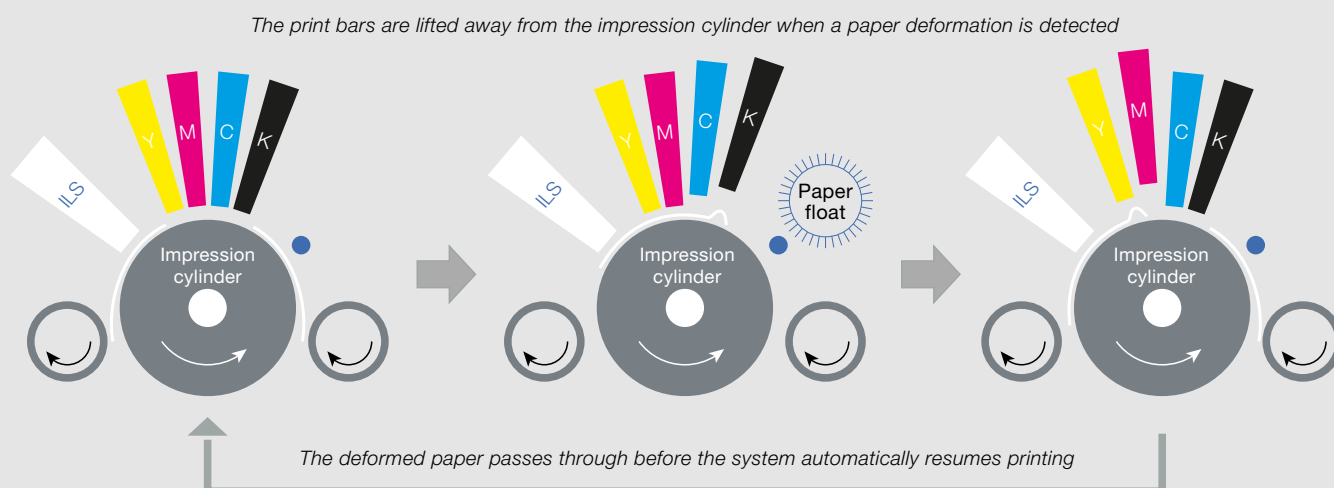 The print bars are lifted away from the impression cylinder when a paper deformation is detected
Y
M
C
K
ILS
Impression
cylinder
Y
M
C
K
ILS
Paper
float
Impression
cylinder
Y
M
C
K
ILS
Impression
cylinder
The deformed paper passes through before the system automatically resumes printing